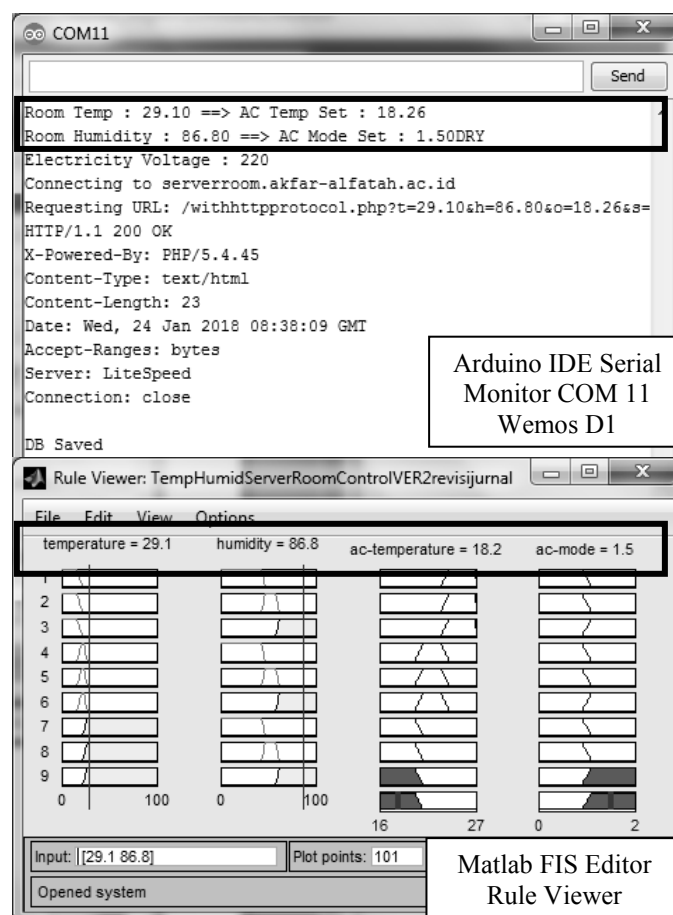 COM11
Send
Room Temp : 29.10 ==> AC Temp Set : 18.26
Room Humidity : 86.80 ==> AC Mode Set : 1.50DRY
Electricity Voltage : 220
Connecting to serverroom.akfar-alfatah.ac.id
Requesting URL: /withhttpprotocol.php?t=29.10&h=86.80&o=18.26&s=
HTTP/1.1 200 OK
X-Powered-By: PHP/5.4.45
Content-Type: text/html
Content-Length: 23
Date: Wed, 24 Jan 2018 08:38:09 GMT
Accept-Ranges: bytes
Server: LiteSpeed
Connection: close
DB Saved
Arduino IDE Serial
Monitor COM 11
Wemos D1
Rule Viewer: TempHumidServerRoomControlVER2revisijurnal
File Edit View Options
temperature = 29.1 humidity = 86.8 ac-temperature = 18.2 ac-mode = 1.5
1
2
3
4
5
6
7
8
9
0 100 0 100
16 27 0 2
Input: [29.1 86.8] Plot points: 101
Opened system
Matlab FIS Editor
Rule Viewer